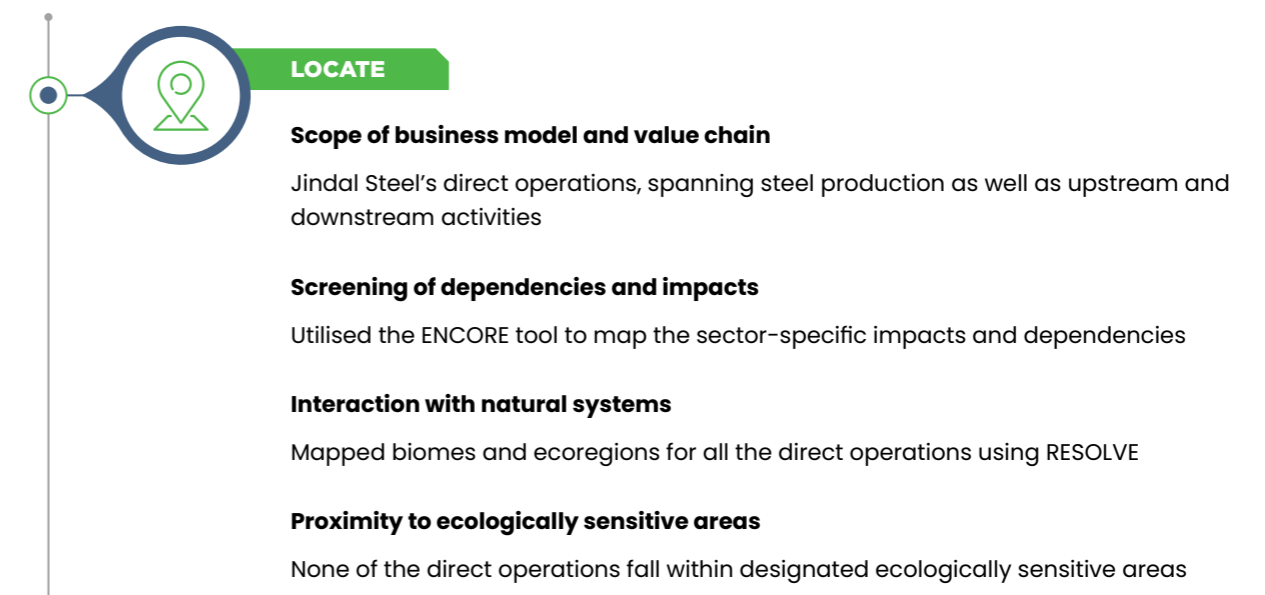 LOCATE
Scope of business model and value chain
Jindal Steel’s direct operations, spanning steel production as well as upstream and
downstream activities
Screening of dependencies and impacts
Utilised the ENCORE tool to map the sector-specific impacts and dependencies
Interaction with natural systems
Mapped biomes and ecoregions for all the direct operations using RESOLVE
Proximity to ecologically sensitive areas
None of the direct operations fall within designated ecologically sensitive areas